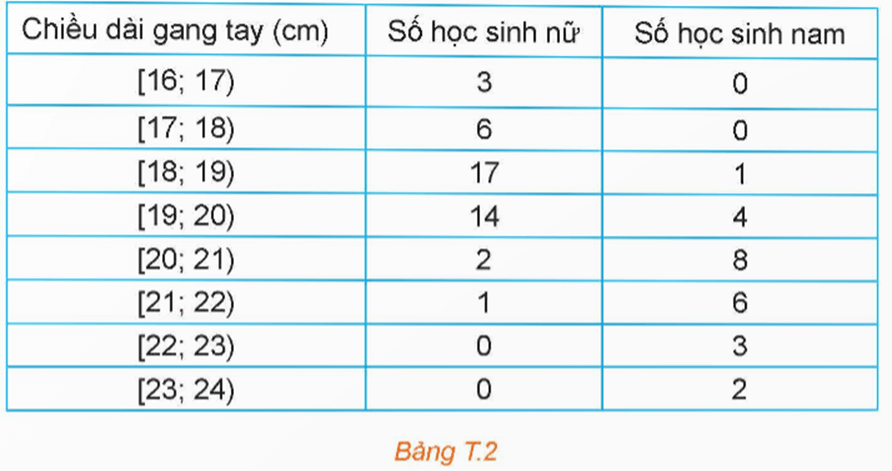 Chiều dài gang tay (cm) Số học sinh nữ Số học sinh nam
[16; 17) 3 0
[17; 18) 6 0
[18; 19) 17 1
[19; 20) 14 4
[20; 21) 2 8
[21; 22) 1 6
[22; 23) 0 3
[23; 24) 0 2
Bảng T.2